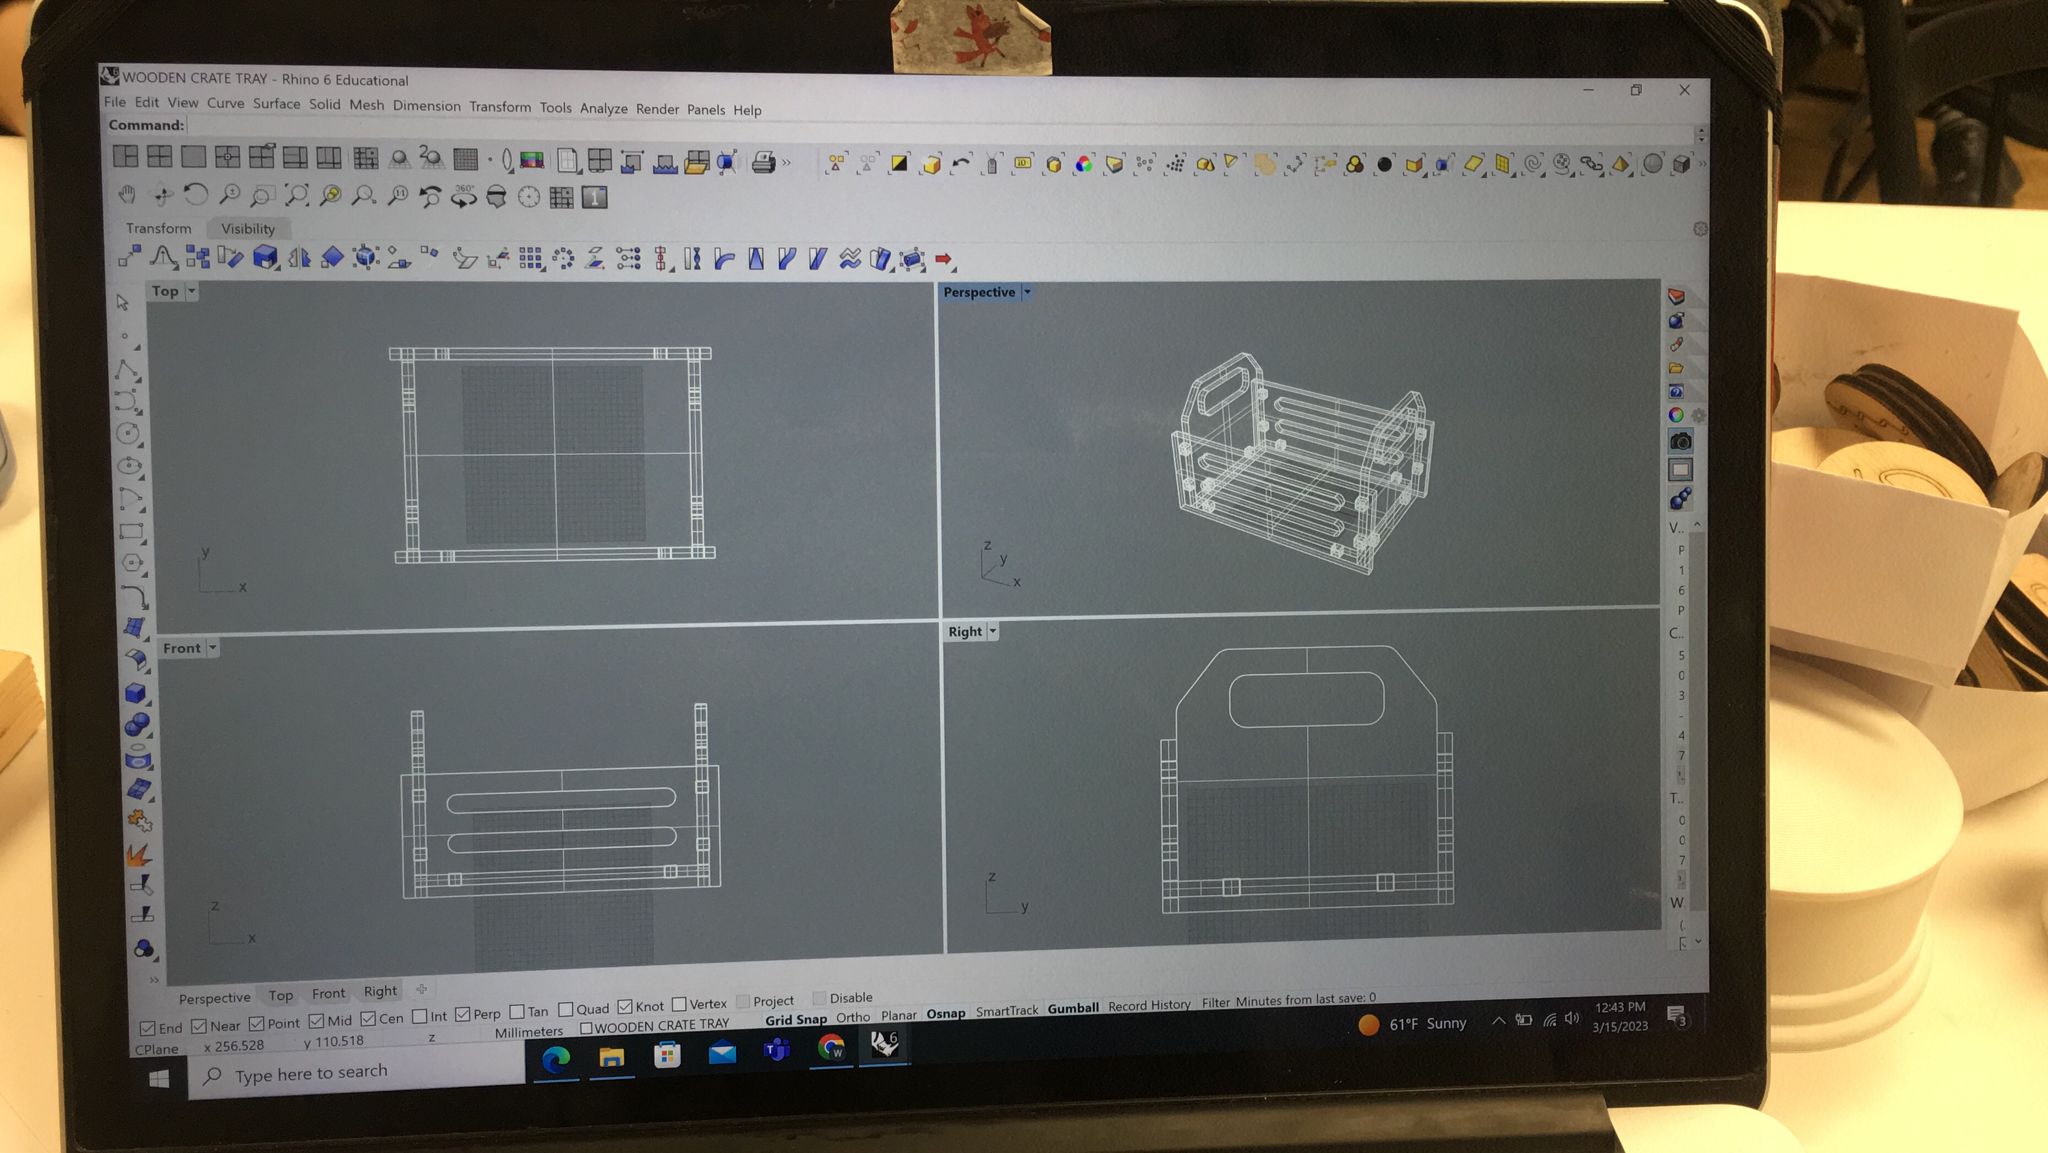 WOODEN CRATE TRAY - Rhino 6 Educational
File Edit View Curve Surface Solid Mesh Dimension Transform Tools Analyze Render Panels Help
Command:
Transform Visibility
Top
y
x
Perspective
z
y
x
Front
z
x
Right
z
y
V..
P
1
6
P
C..
5
0
3
-
4
7
T..
0
0
7
W
(.
Perspective Top Front Right
End Near Point Mid Cen Int Perp Tan Quad Knot Vertex Project Disable
CPlane x 256.528 y 110.518 z Millimeters WOODEN CRATE TRAY Grid Snap Ortho Planar Osnap SmartTrack Gumball Record History Filter Minutes from last save: 0
Type here to search
61°F Sunny
12:43 PM
3/15/2023
3